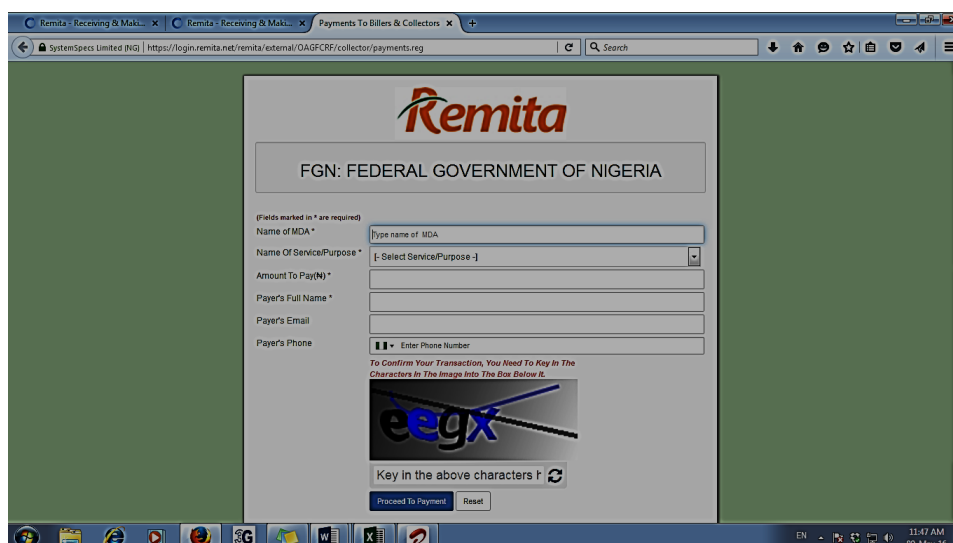 Remita - Receiving & Maki... x
Remita - Receiving & Maki... x
Payments To Billers & Collectors x +
SystemSpecs Limited (NG) https://login.remita.net/remita/external/OAGFCRF/collector/payments.reg
Search
Remita
FGN: FEDERAL GOVERNMENT OF NIGERIA
(Fields marked in * are required)
Name of MDA *
Type name of MDA
Name Of Service/Purpose *
[- Select Service/Purpose -]
Amount To Pay(₦) *
Payer's Full Name *
Payer's Email
Payer's Phone
Enter Phone Number
To Confirm Your Transaction, You Need To Key In The
Characters In The Image Into The Box Below It.
eegx
Key in the above characters h
Proceed To Payment
Reset
EN
11:47 AM